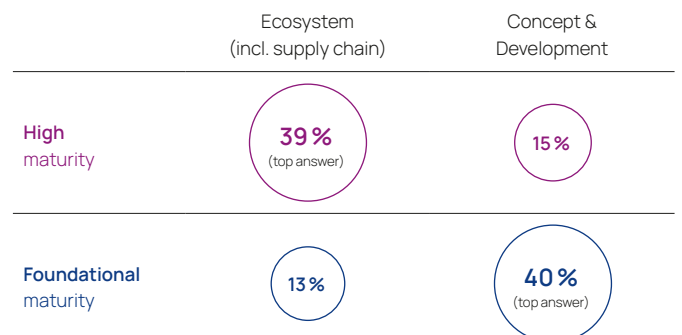 Ecosystem
(incl. supply chain)
Concept &
Development
High
maturity
39 %
(top answer)
15 %
Foundational
maturity
13 %
40 %
(top answer)